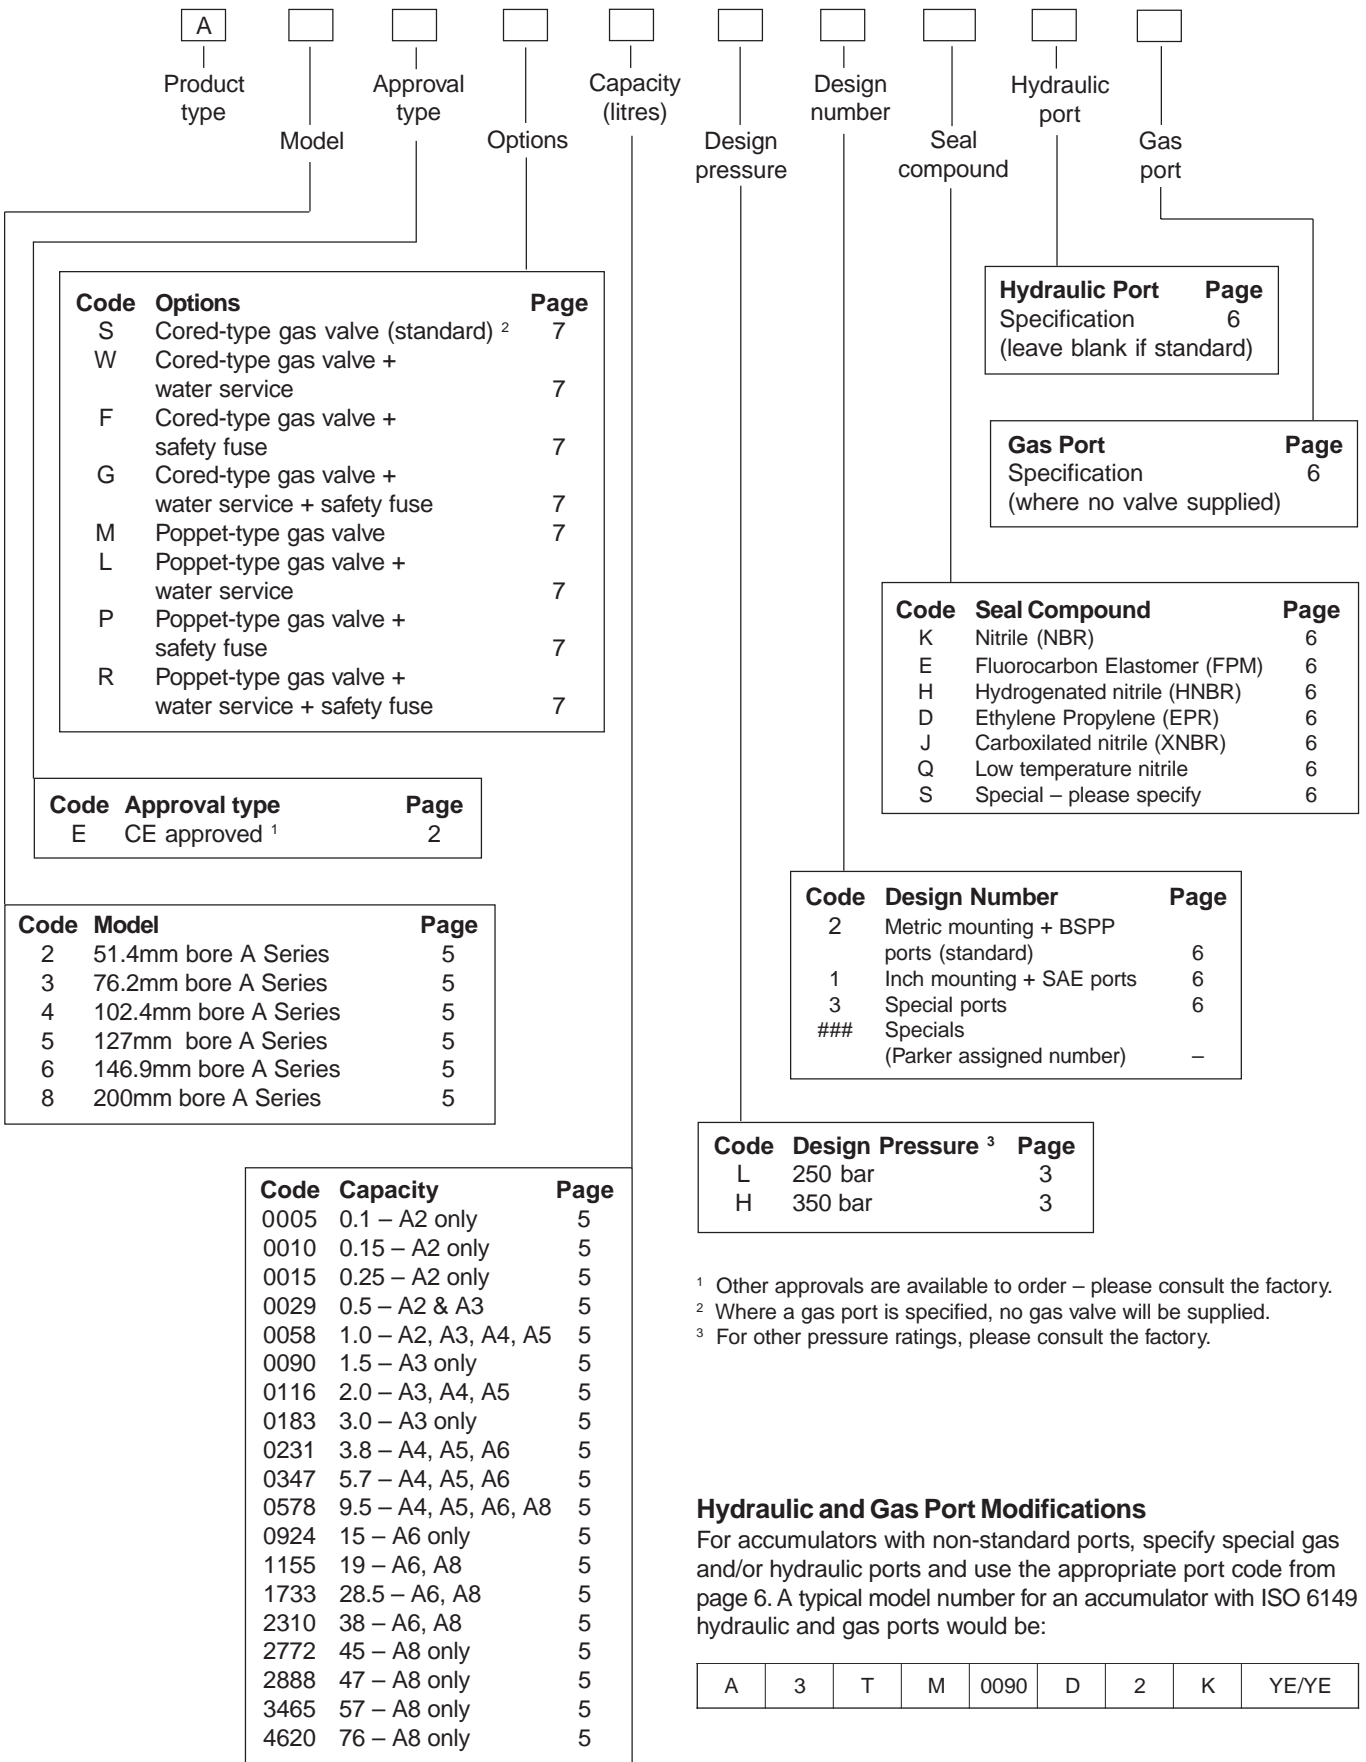 A
Product
type
Model
Approval
type
Options
Capacity
(litres)
Design
pressure
Design
number
Seal
compound
Hydraulic
port
Gas
port
Code Options Page
S Cored-type gas valve (standard) 2 7
W Cored-type gas valve +
water service 7
F Cored-type gas valve +
safety fuse 7
G Cored-type gas valve +
water service + safety fuse 7
M Poppet-type gas valve 7
L Poppet-type gas valve +
water service 7
P Poppet-type gas valve +
safety fuse 7
R Poppet-type gas valve +
water service + safety fuse 7
Hydraulic Port Page
Specification 6
(leave blank if standard)
Gas Port Page
Specification 6
(where no valve supplied)
Code Seal Compound Page
K Nitrile (NBR) 6
E Fluorocarbon Elastomer (FPM) 6
H Hydrogenated nitrile (HNBR) 6
D Ethylene Propylene (EPR) 6
J Carboxilated nitrile (XNBR) 6
Q Low temperature nitrile 6
S Special – please specify 6
Code Approval type Page
E CE approved 1 2
Code Design Number Page
2 Metric mounting + BSPP
ports (standard) 6
1 Inch mounting + SAE ports 6
3 Special ports 6
### Specials
(Parker assigned number) –
Code Model Page
2 51.4mm bore A Series 5
3 76.2mm bore A Series 5
4 102.4mm bore A Series 5
5 127mm bore A Series 5
6 146.9mm bore A Series 5
8 200mm bore A Series 5
Code Design Pressure 3 Page
L 250 bar 3
H 350 bar 3
Code Capacity Page
0005 0.1 – A2 only 5
0010 0.15 – A2 only 5
0015 0.25 – A2 only 5
0029 0.5 – A2 & A3 5
0058 1.0 – A2, A3, A4, A5 5
0090 1.5 – A3 only 5
0116 2.0 – A3, A4, A5 5
0183 3.0 – A3 only 5
0231 3.8 – A4, A5, A6 5
0347 5.7 – A4, A5, A6 5
0578 9.5 – A4, A5, A6, A8 5
0924 15 – A6 only 5
1155 19 – A6, A8 5
1733 28.5 – A6, A8 5
2310 38 – A6, A8 5
2772 45 – A8 only 5
2888 47 – A8 only 5
3465 57 – A8 only 5
4620 76 – A8 only 5
1 Other approvals are available to order – please consult the factory.
2 Where a gas port is specified, no gas valve will be supplied.
3 For other pressure ratings, please consult the factory.
Hydraulic and Gas Port Modifications
For accumulators with non-standard ports, specify special gas
and/or hydraulic ports and use the appropriate port code from
page 6. A typical model number for an accumulator with ISO 6149
hydraulic and gas ports would be:
A 3 T M 0090 D 2 K YE/YE